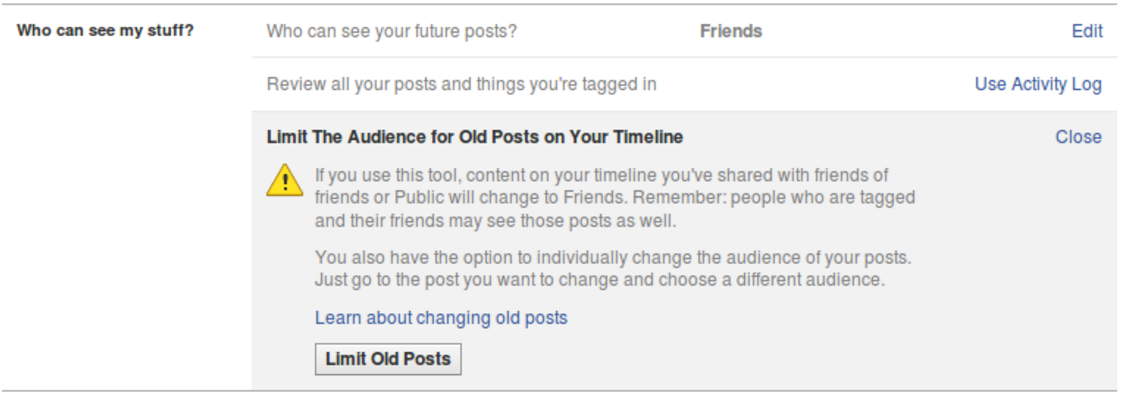 Who can see my stuff?
Who can see your future posts? Friends Edit
Review all your posts and things you're tagged in Use Activity Log
Limit The Audience for Old Posts on Your Timeline Close
If you use this tool, content on your timeline you've shared with friends of
friends or Public will change to Friends. Remember: people who are tagged
and their friends may see those posts as well.
You also have the option to individually change the audience of your posts.
Just go to the post you want to change and choose a different audience.
Learn about changing old posts
Limit Old Posts